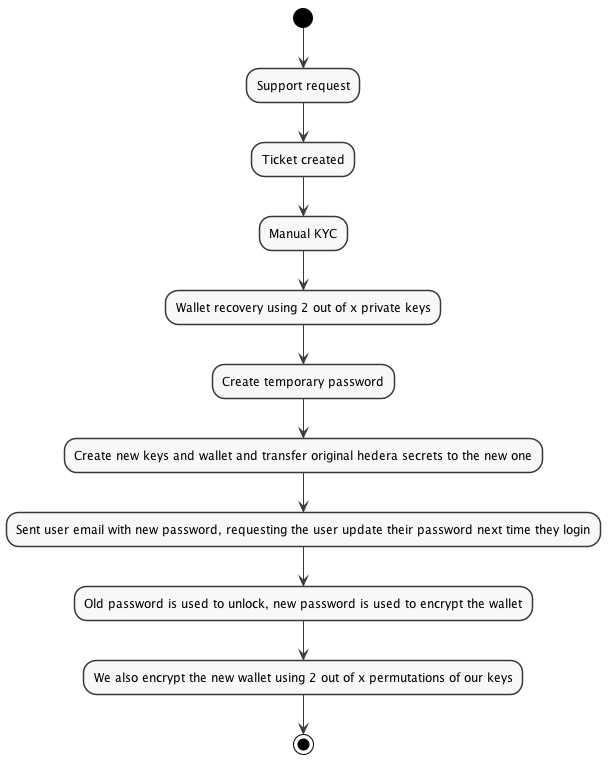 Support request
Ticket created
Manual KYC
Wallet recovery using 2 out of x private keys
Create temporary password
Create new keys and wallet and transfer original hedera secrets to the new one
Sent user email with new password, requesting the user update their password next time they login
Old password is used to unlock, new password is used to encrypt the wallet
We also encrypt the new wallet using 2 out of x permutations of our keys